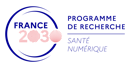 FRANCE
2030
PROGRAMME
DE RECHERCHE
SANTÉ
NUMÉRIQUE